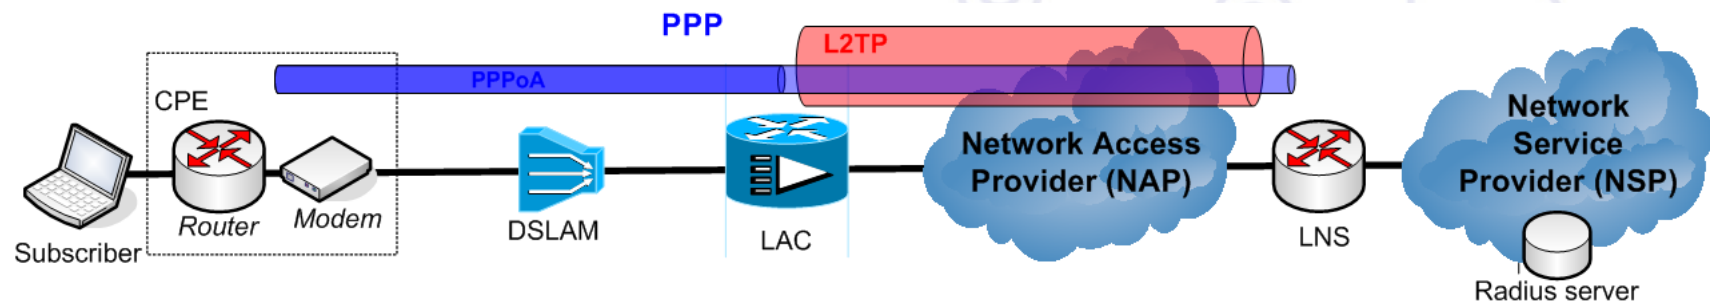 PPP
L2TP
PPPoA
CPE
Router
Modem
Subscriber
DSLAM
LAC
Network Access
Provider (NAP)
LNS
Network
Service
Provider (NSP)
Radius server